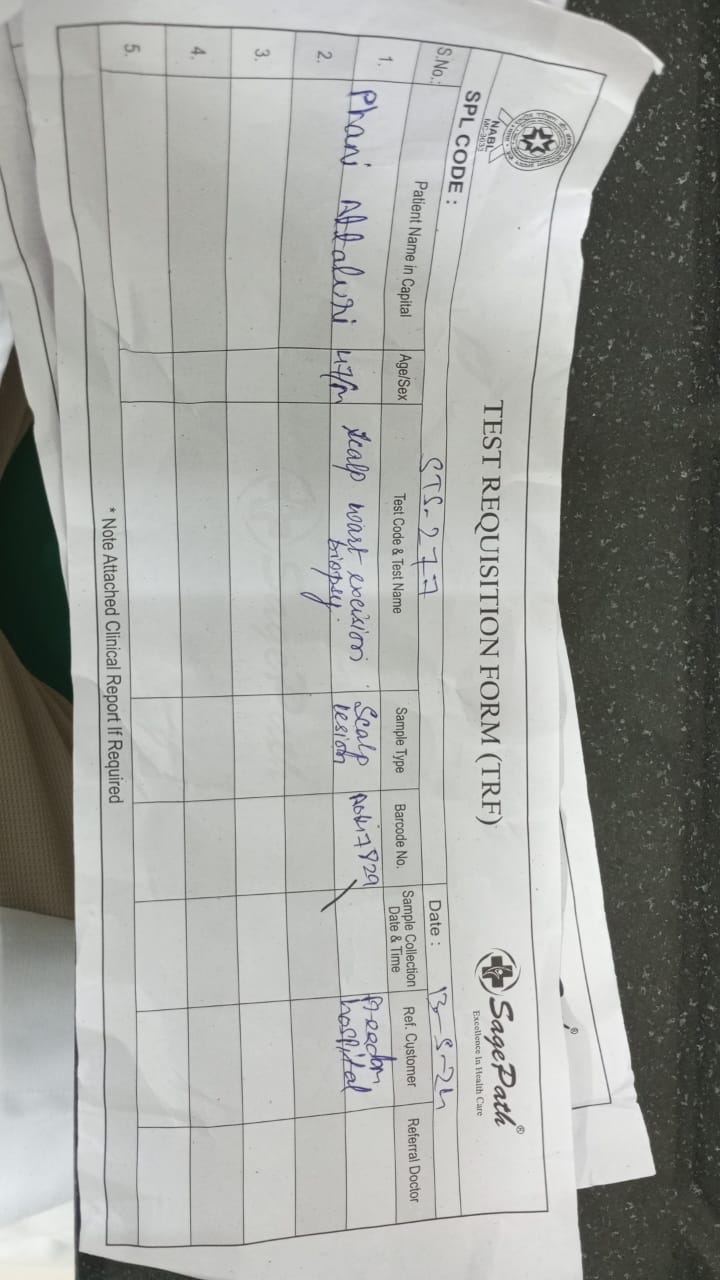 NABL
TEST REQUISITION FORM (TRF)
SagePath®
Excellence In Health Care
SPL CODE :
STS-277
Date : 13-5-24
S.No.: Patient Name in Capital Age/Sex Test Code & Test Name Sample Type Barcode No. Sample Collection Date & Time Ref. Customer Referral Doctor
1. Phani Attaluri 47/m scalp wart excision biopsy. Scalp lesion hospital
2.
3.
4.
5.
* Note Attached Clinical Report If Required